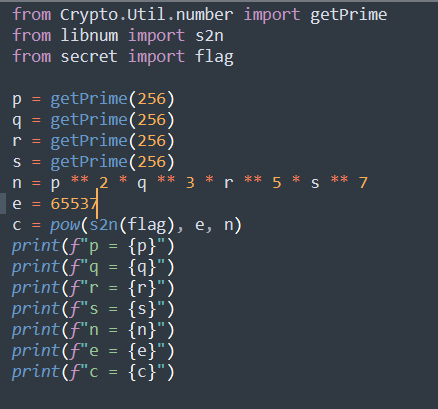 from Crypto.Util.number import getPrime
from libnum import s2n
from secret import flag
p = getPrime(256)
q = getPrime(256)
r = getPrime(256)
s = getPrime(256)
n = p ** 2 * q ** 3 * r ** 5 * s ** 7
e = 65537
c = pow(s2n(flag), e, n)
print(f"p = {p}")
print(f"q = {q}")
print(f"r = {r}")
print(f"s = {s}")
print(f"n = {n}")
print(f"e = {e}")
print(f"c = {c}")